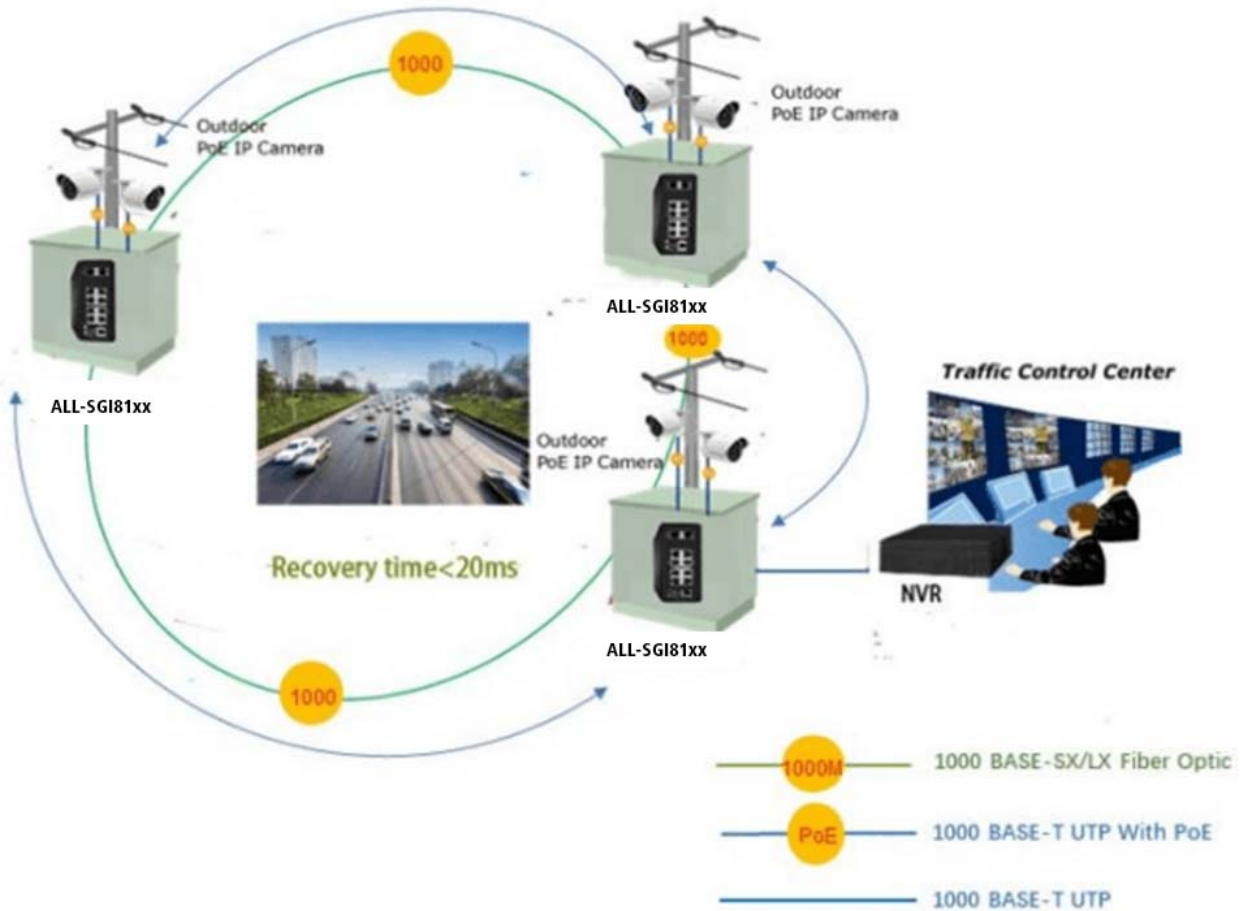 1000
Outdoor
PoE IP Camera
Outdoor
PoE IP Camera
ALL-SGI81xx
1000
Traffic Control Center
ALL-SGI81xx
Outdoor
PoE IP Camera
Recovery time<20ms
NVR
ALL-SGI81xx
1000
1000M
1000 BASE-SX/LX Fiber Optic
PoE
1000 BASE-T UTP With PoE
1000 BASE-T UTP